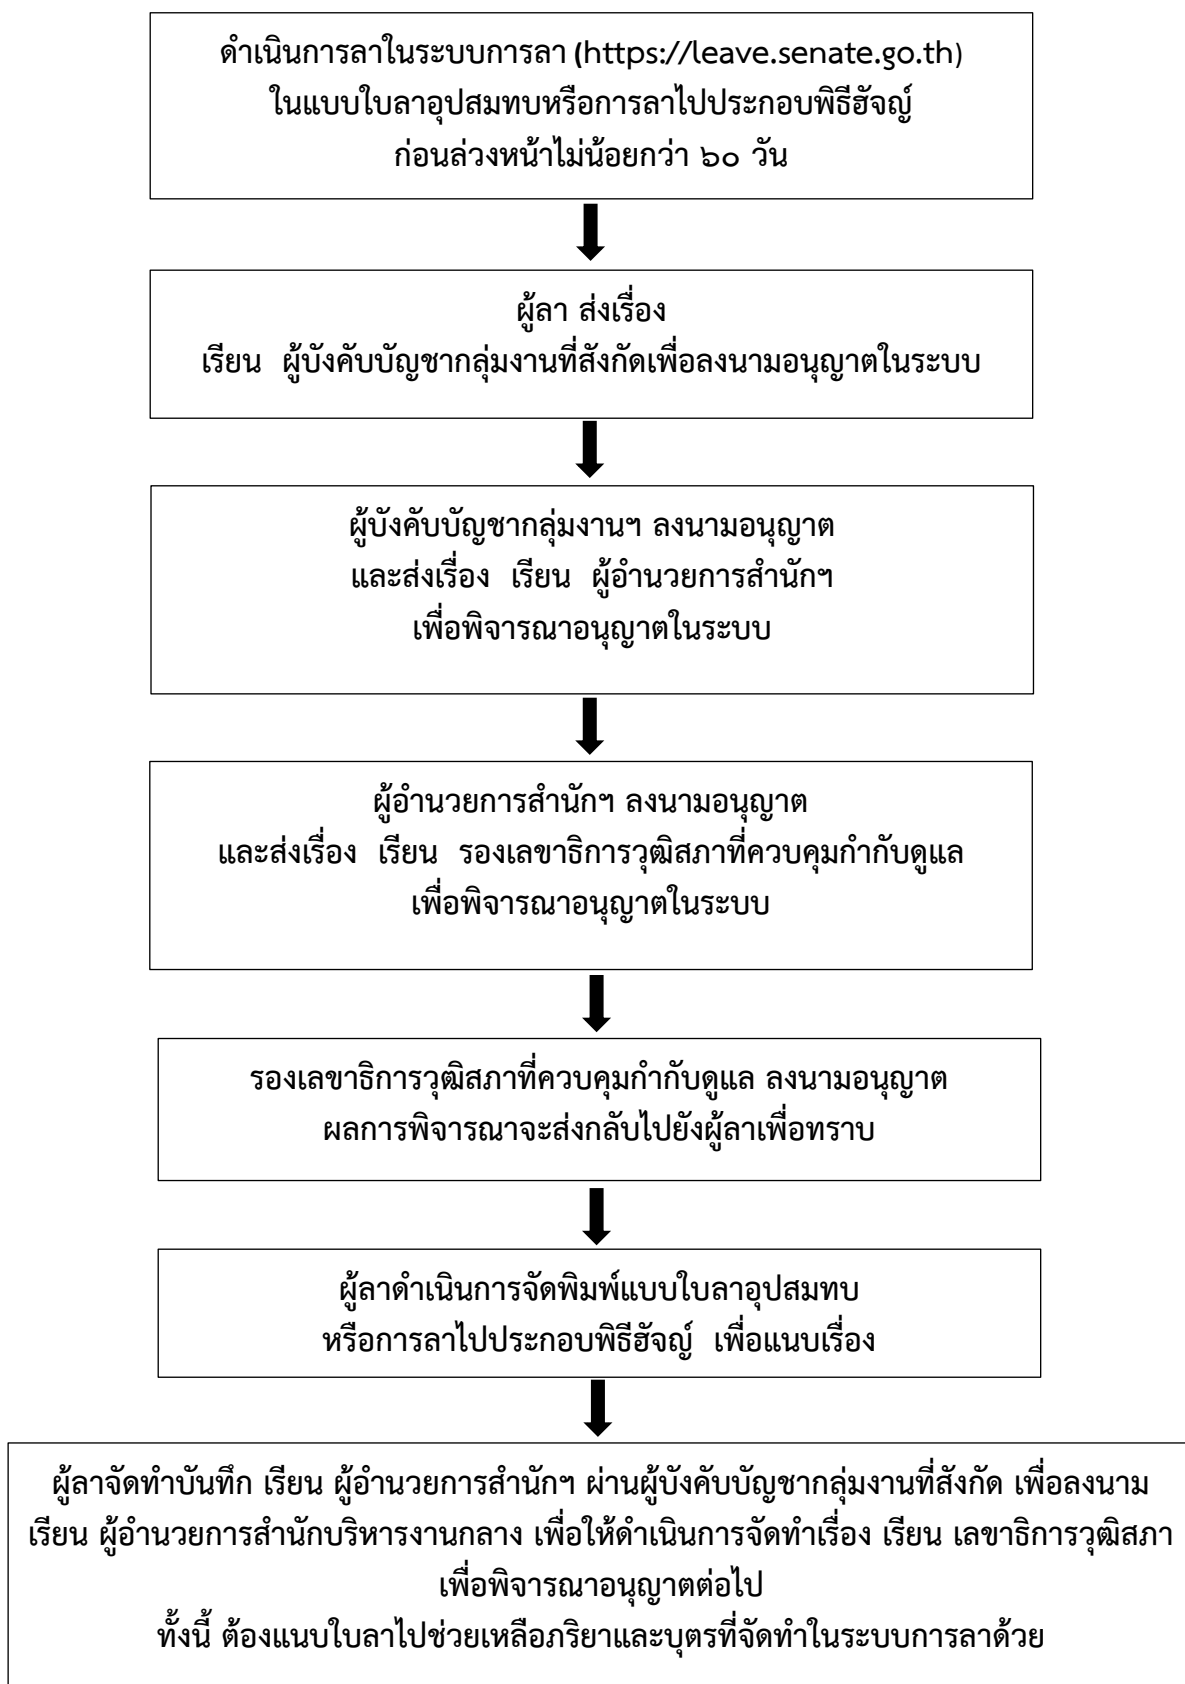 ดำเนินการลาในระบบการลา (https://leave.senate.go.th)
ในแบบใบลาอุปสมทบหรือการลาไปประกอบพิธีฮัจญ์
ก่อนล่วงหน้าไม่น้อยกว่า ๖๐ วัน
ผู้ลา ส่งเรื่อง
เรียน ผู้บังคับบัญชากลุ่มงานที่สังกัดเพื่อลงนามอนุญาตในระบบ
ผู้บังคับบัญชากลุ่มงานฯ ลงนามอนุญาต
และส่งเรื่อง เรียน ผู้อำนวยการสำนักฯ
เพื่อพิจารณาอนุญาตในระบบ
ผู้อำนวยการสำนักฯ ลงนามอนุญาต
และส่งเรื่อง เรียน รองเลขาธิการวุฒิสภาที่ควบคุมกำกับดูแล
เพื่อพิจารณาอนุญาตในระบบ
รองเลขาธิการวุฒิสภาที่ควบคุมกำกับดูแล ลงนามอนุญาต
ผลการพิจารณาจะส่งกลับไปยังผู้ลาเพื่อทราบ
ผู้ลาดำเนินการจัดพิมพ์แบบใบลาอุปสมทบ
หรือการลาไปประกอบพิธีฮัจญ์ เพื่อแนบเรื่อง
ผู้ลาจัดทำบันทึก เรียน ผู้อำนวยการสำนักฯ ผ่านผู้บังคับบัญชากลุ่มงานที่สังกัด เพื่อลงนาม
เรียน ผู้อำนวยการสำนักบริหารงานกลาง เพื่อให้ดำเนินการจัดทำเรื่อง เรียน เลขาธิการวุฒิสภา
เพื่อพิจารณาอนุญาตต่อไป
ทั้งนี้ ต้องแนบใบลาไปช่วยเหลือภริยาและบุตรที่จัดทำในระบบการลาด้วย